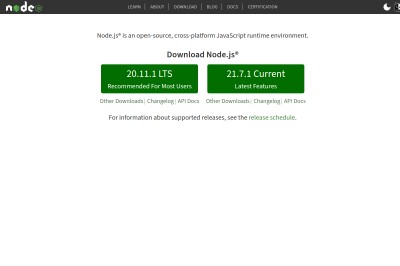 node
LEARN | ABOUT | DOWNLOAD | BLOG | DOCS | CERTIFICATION
Node.js® is an open-source, cross-platform JavaScript runtime environment.
Download Node.js®
20.11.1 LTS
Recommended For Most Users
21.7.1 Current
Latest Features
Other Downloads | Changelog | API Docs
Other Downloads | Changelog | API Docs
For information about supported releases, see the release schedule.